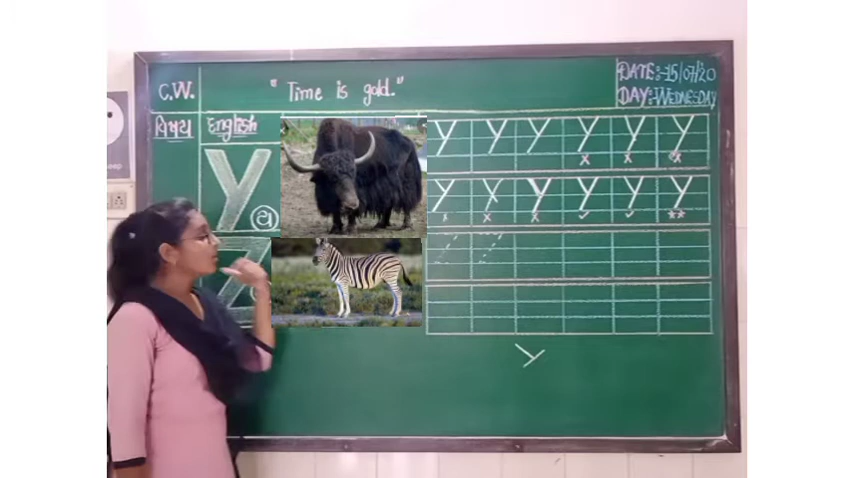 C.W.
"Time is gold."
DATE:-15/07/20
DAY:-WEDNESDAY
વિષય
English
Y
ય
Z
Y Y Y Y Y Y
x x x
Y Y Y Y Y Y
x x x ✓ ✓ **
Y